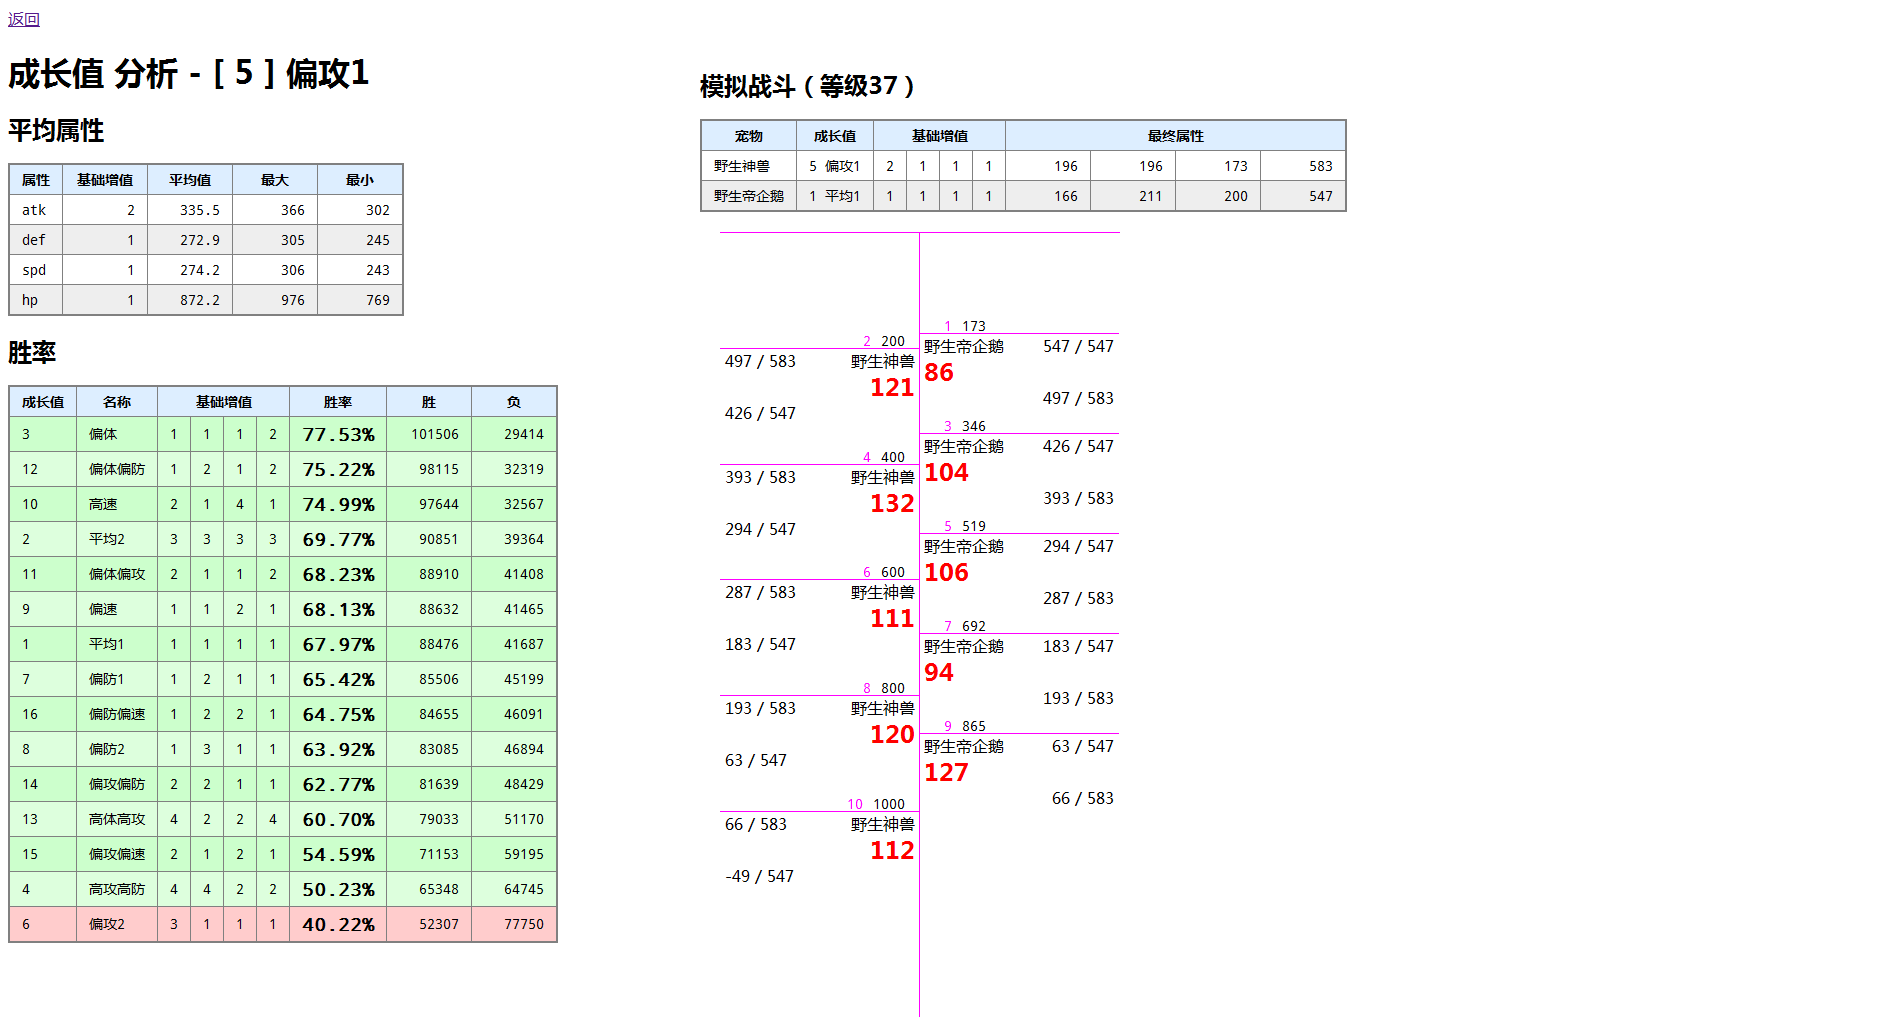 返回
成长值 分析 - [ 5 ] 偏攻1
平均属性
属性 基础增值 平均值 最大 最小
atk 2 335.5 366 302
def 1 272.9 305 245
spd 1 274.2 306 243
hp 1 872.2 976 769
胜率
成长值 名称 基础增值 胜率 胜 负
3 偏体 1 1 1 2 77.53% 101506 29414
12 偏体偏防 1 2 1 2 75.22% 98115 32319
10 高速 2 1 4 1 74.99% 97644 32567
2 平均2 3 3 3 3 69.77% 90851 39364
11 偏体偏攻 2 1 1 2 68.23% 88910 41408
9 偏速 1 1 2 1 68.13% 88632 41465
1 平均1 1 1 1 1 67.97% 88476 41687
7 偏防1 1 2 1 1 65.42% 85506 45199
16 偏防偏速 1 2 2 1 64.75% 84655 46091
8 偏防2 1 3 1 1 63.92% 83085 46894
14 偏攻偏防 2 2 1 1 62.77% 81639 48429
13 高体高攻 4 2 2 4 60.70% 79033 51170
15 偏攻偏速 2 1 2 1 54.59% 71153 59195
4 高攻高防 4 4 2 2 50.23% 65348 64745
6 偏攻2 3 1 1 1 40.22% 52307 77750
模拟战斗（等级37）
宠物 成长值 基础增值 最终属性
野生神兽 5 偏攻1 2 1 1 1 196 196 173 583
野生帝企鹅 1 平均1 1 1 1 1 166 211 200 547
1 173
野生帝企鹅 547 / 547
86
497 / 583
2 200
497 / 583 野生神兽
121
426 / 547
3 346
野生帝企鹅 426 / 547
104
393 / 583
4 400
393 / 583 野生神兽
132
294 / 547
5 519
野生帝企鹅 294 / 547
106
287 / 583
6 600
287 / 583 野生神兽
111
183 / 547
7 692
野生帝企鹅 183 / 547
94
193 / 583
8 800
193 / 583 野生神兽
120
63 / 547
9 865
野生帝企鹅 63 / 547
127
66 / 583
10 1000
66 / 583 野生神兽
112
-49 / 547